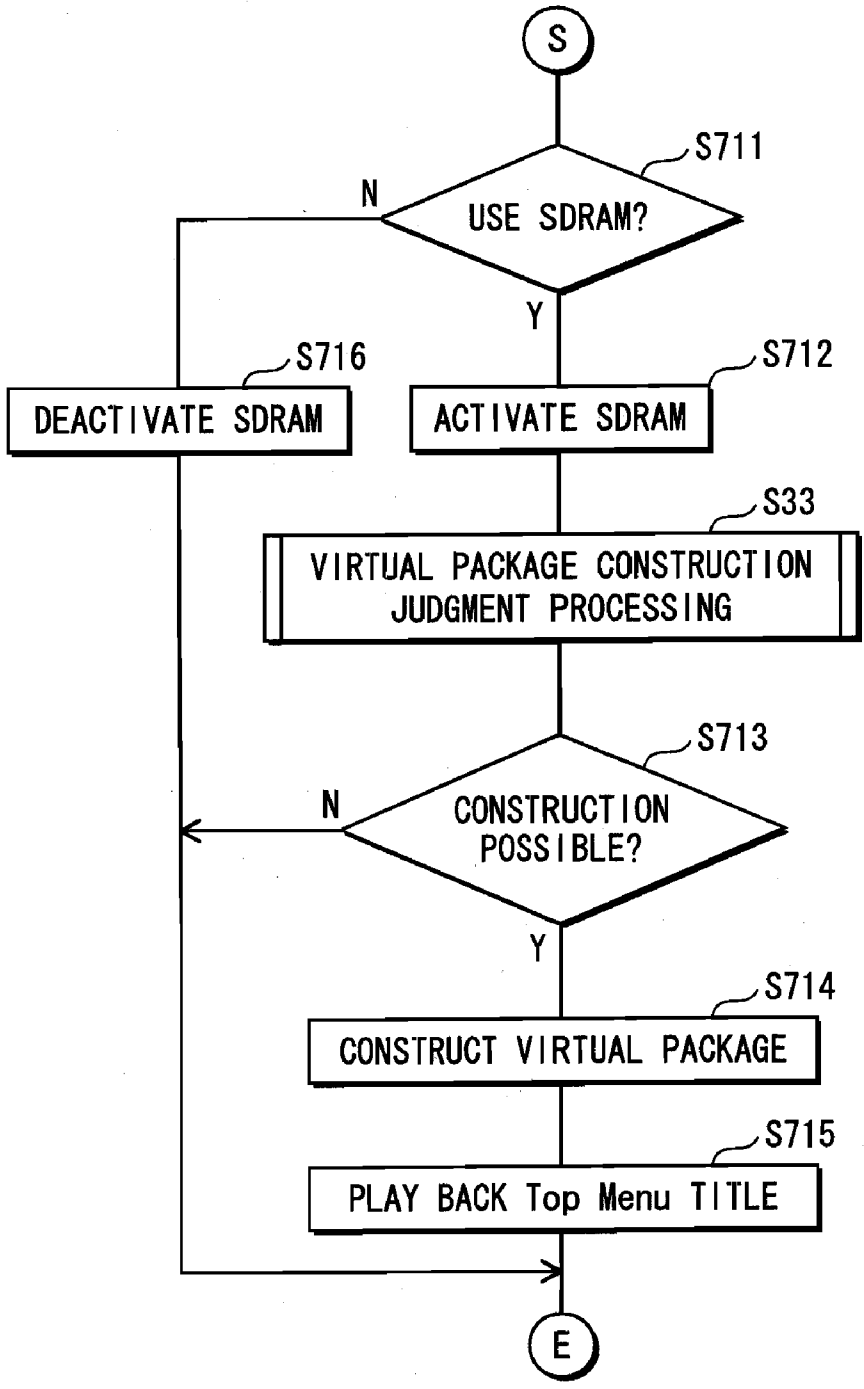 S
S711
N
USE SDRAM?
Y
S716
S712
DEACTIVATE SDRAM
ACTIVATE SDRAM
S33
VIRTUAL PACKAGE CONSTRUCTION
JUDGMENT PROCESSING
S713
N
CONSTRUCTION
POSSIBLE?
Y
S714
CONSTRUCT VIRTUAL PACKAGE
S715
PLAY BACK Top Menu TITLE
E